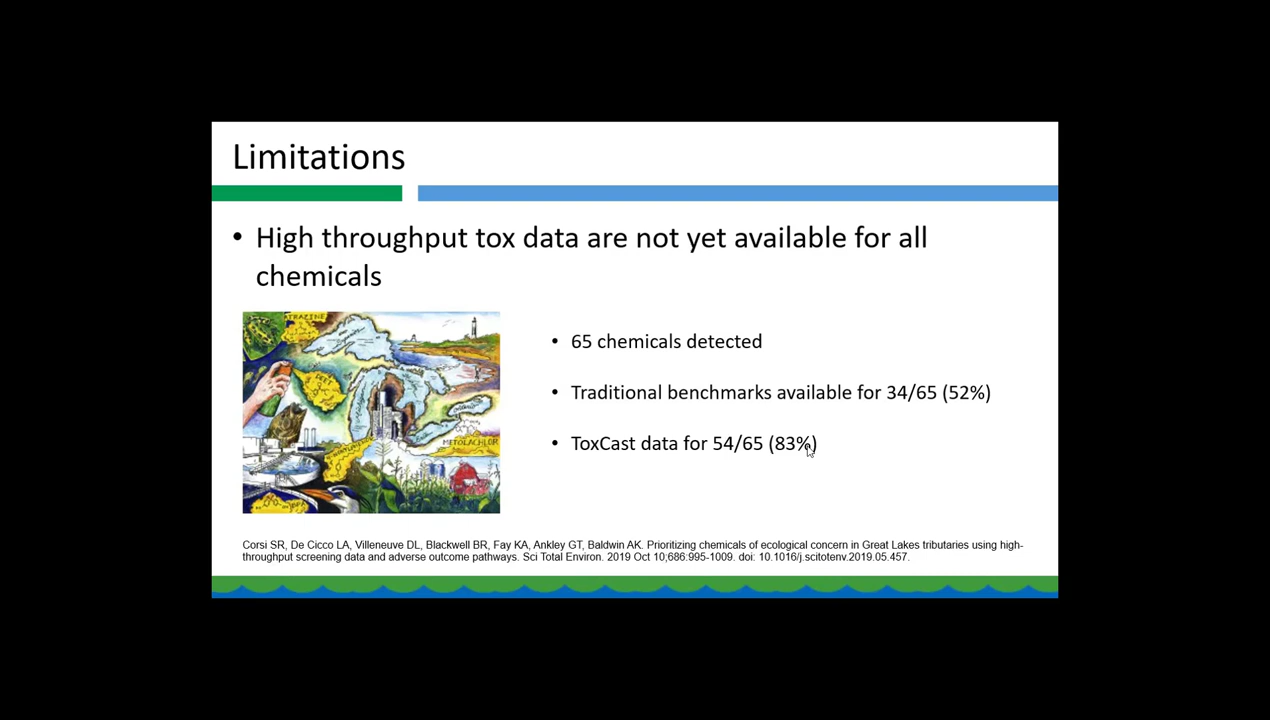 Limitations
• High throughput tox data are not yet available for all
chemicals
ATRAZINE
DEET
METOLACHLOR
• 65 chemicals detected
• Traditional benchmarks available for 34/65 (52%)
• ToxCast data for 54/65 (83%)
Corsi SR, De Cicco LA, Villeneuve DL, Blackwell BR, Fay KA, Ankley GT, Baldwin AK. Prioritizing chemicals of ecological concern in Great Lakes tributaries using high-
throughput screening data and adverse outcome pathways. Sci Total Environ. 2019 Oct 10;686:995-1009. doi: 10.1016/j.scitotenv.2019.05.457.